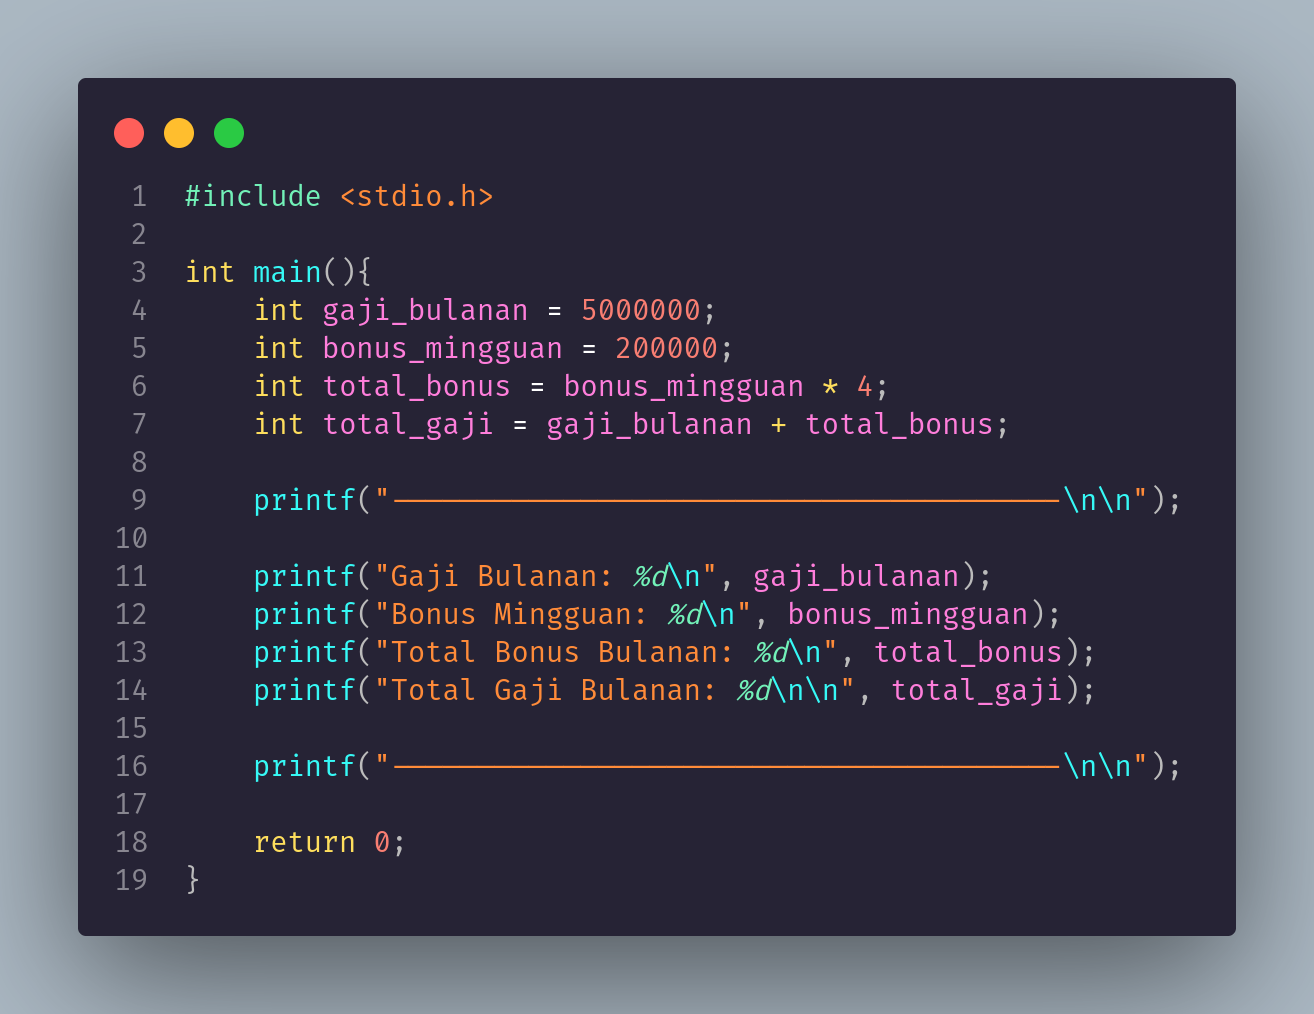 1 #include <stdio.h>
2
3 int main(){
4     int gaji_bulanan = 5000000;
5     int bonus_mingguan = 200000;
6     int total_bonus = bonus_mingguan * 4;
7     int total_gaji = gaji_bulanan + total_bonus;
8
9     printf("---------------------------------------\n\n");
10
11     printf("Gaji Bulanan: %d\n", gaji_bulanan);
12     printf("Bonus Mingguan: %d\n", bonus_mingguan);
13     printf("Total Bonus Bulanan: %d\n", total_bonus);
14     printf("Total Gaji Bulanan: %d\n\n", total_gaji);
15
16     printf("---------------------------------------\n\n");
17
18     return 0;
19 }